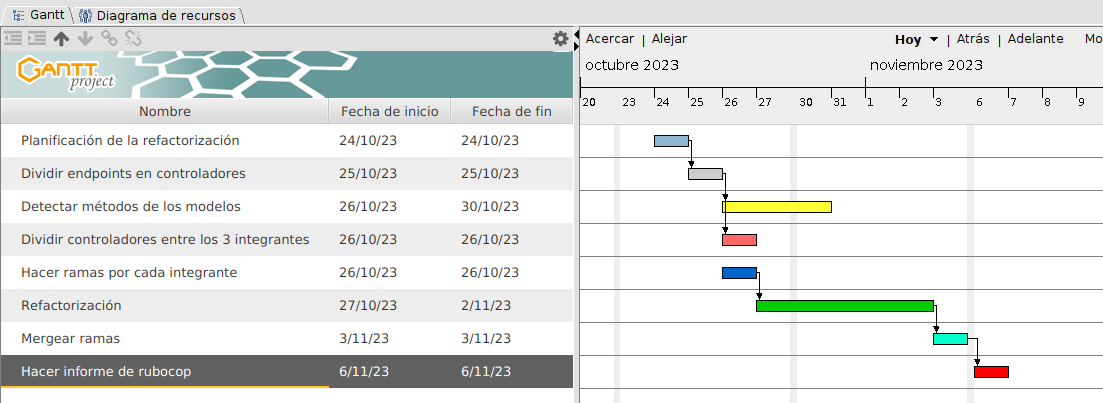 Gantt Diagrama de recursos
Acercar | Alejar Hoy | Atrás | Adelante Mo
GANTT project
octubre 2023 noviembre 2023
Nombre Fecha de inicio Fecha de fin
20 23 24 25 26 27 30 31 1 2 3 6 7 8 9
Planificación de la refactorización 24/10/23 24/10/23
Dividir endpoints en controladores 25/10/23 25/10/23
Detectar métodos de los modelos 26/10/23 30/10/23
Dividir controladores entre los 3 integrantes 26/10/23 26/10/23
Hacer ramas por cada integrante 26/10/23 26/10/23
Refactorización 27/10/23 2/11/23
Mergear ramas 3/11/23 3/11/23
Hacer informe de rubocop 6/11/23 6/11/23